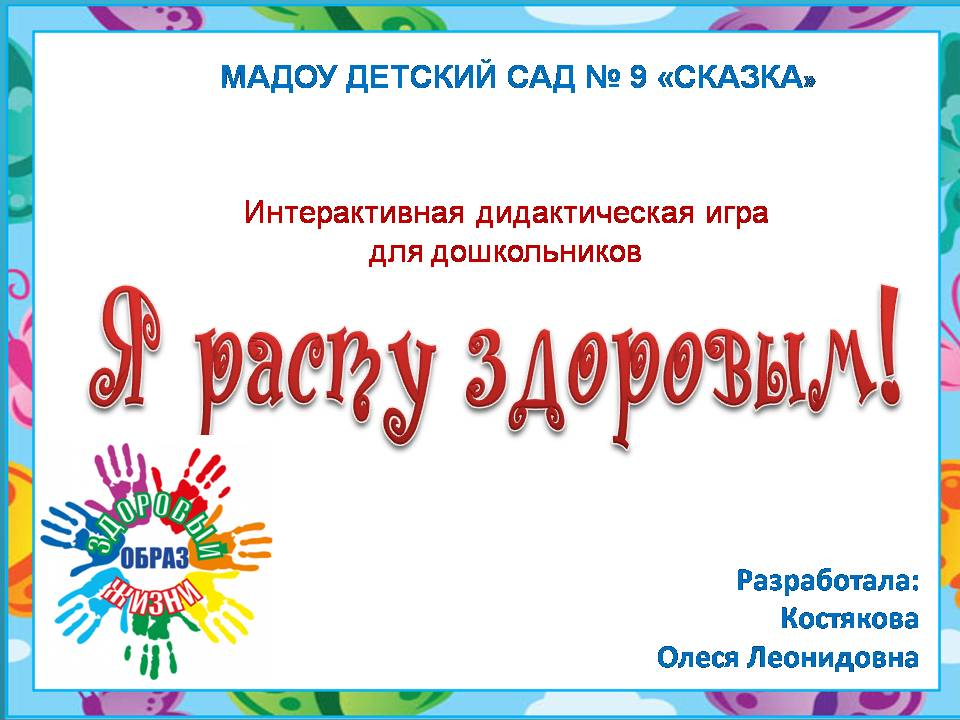 МАДОУ ДЕТСКИЙ САД № 9 «СКАЗКА»
Интерактивная дидактическая игра
для дошкольников
Я расту здоровым!
ЗДОРОВЫЙ
ОБРАЗ
ЖИЗНИ
Разработала:
Костякова
Олеся Леонидовна